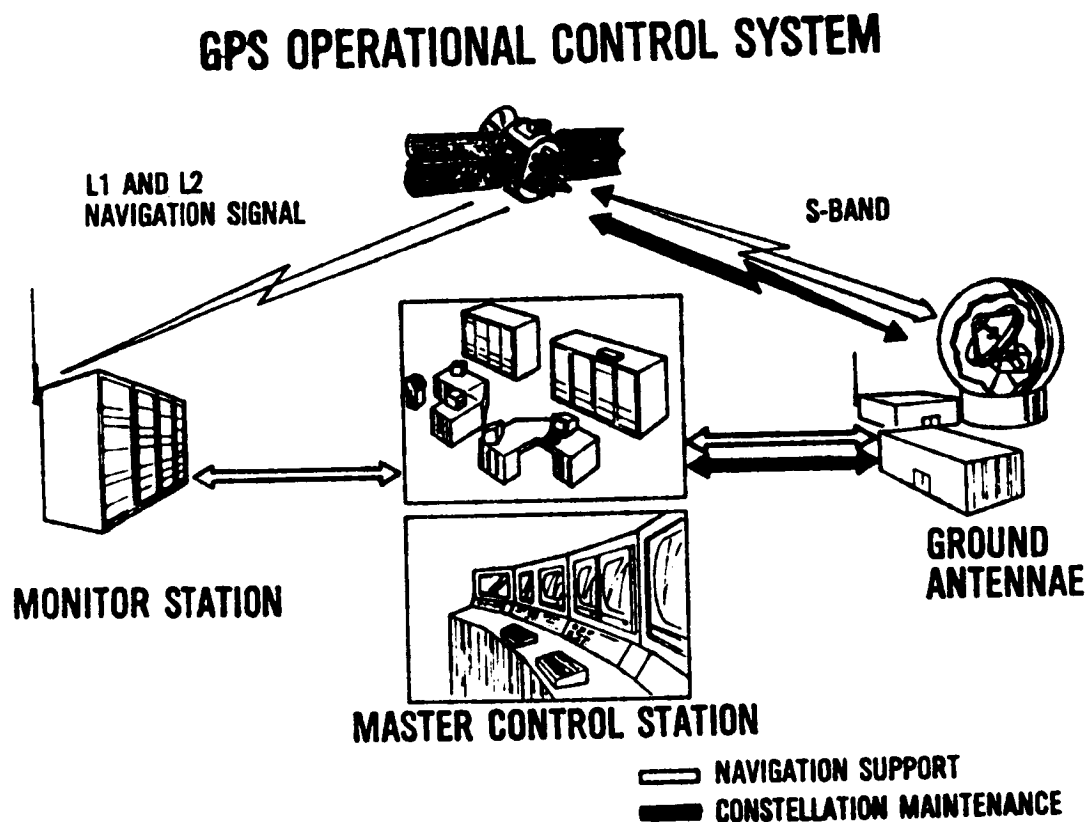 GPS OPERATIONAL CONTROL SYSTEM
L1 AND L2
NAVIGATION SIGNAL
S-BAND
MONITOR STATION
GROUND
ANTENNAE
MASTER CONTROL STATION
NAVIGATION SUPPORT
CONSTELLATION MAINTENANCE